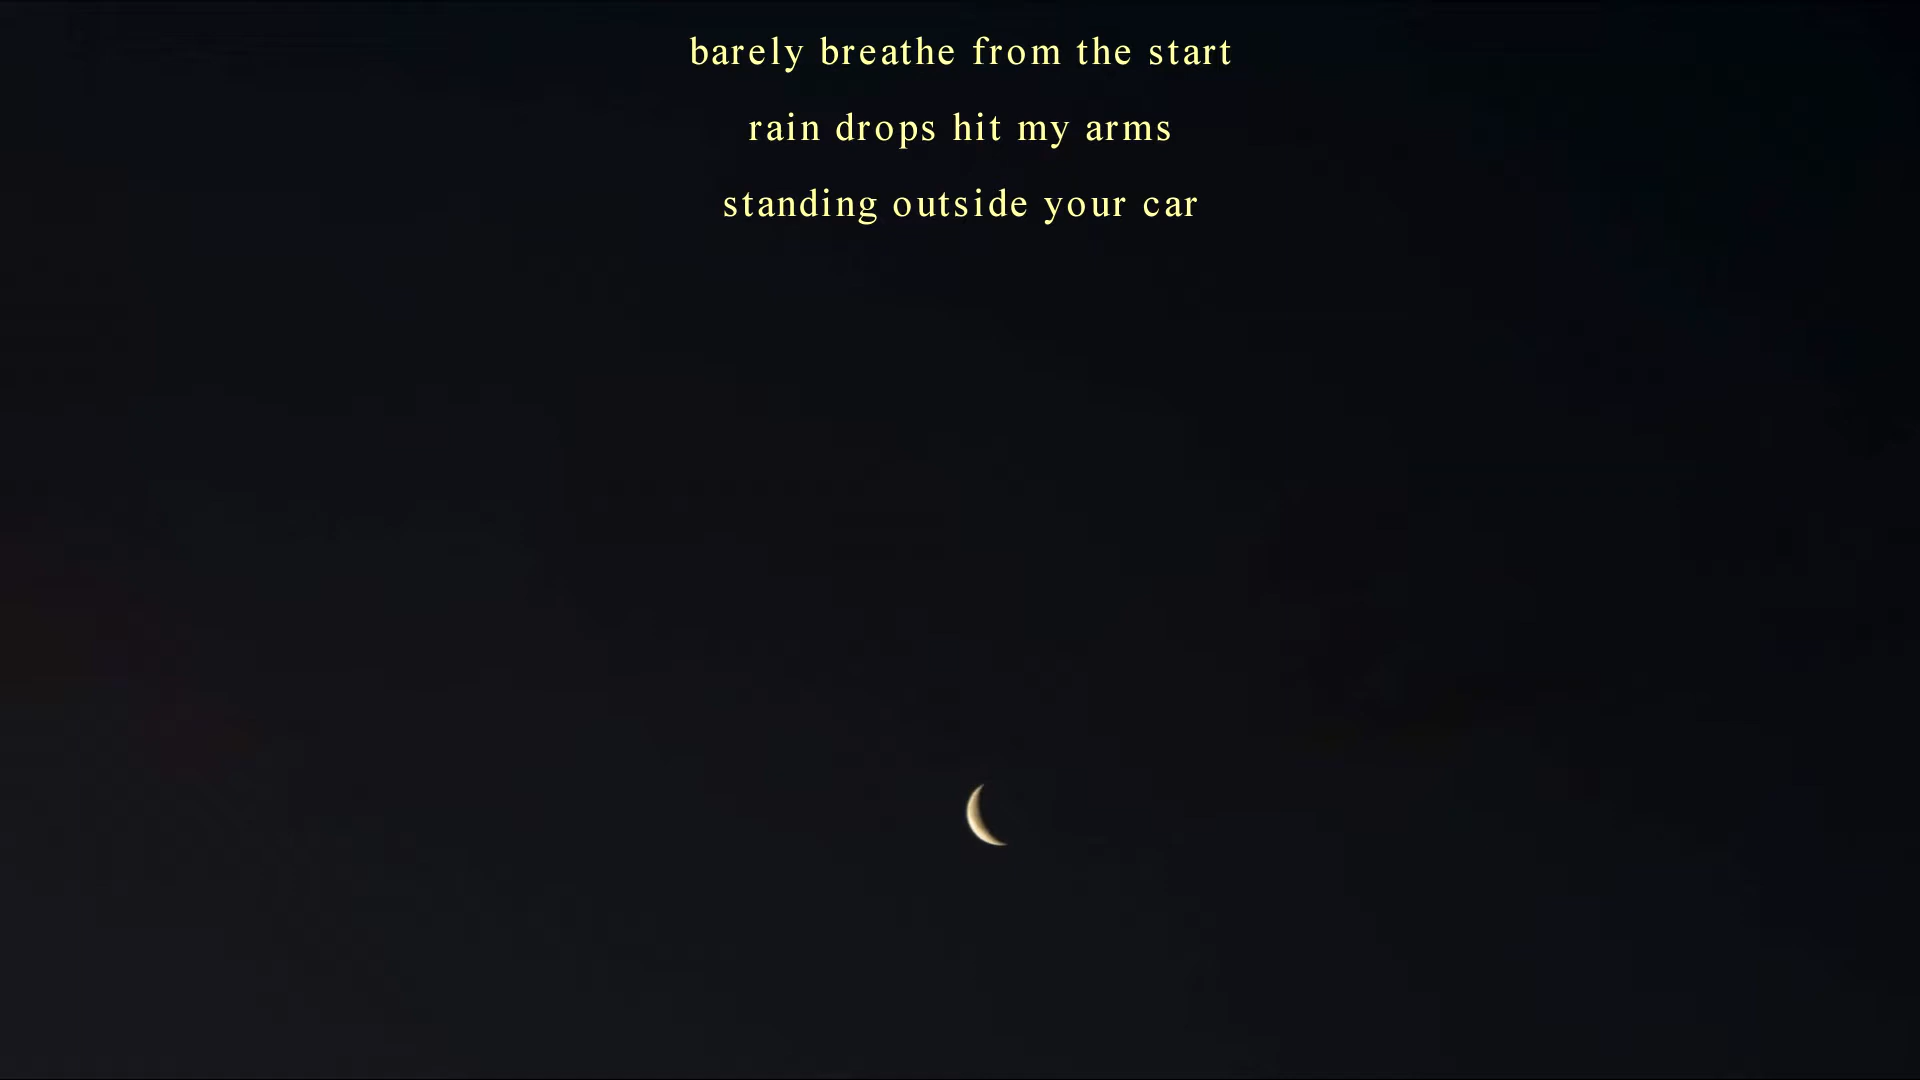 barely breathe from the start
rain drops hit my arms
standing outside your car